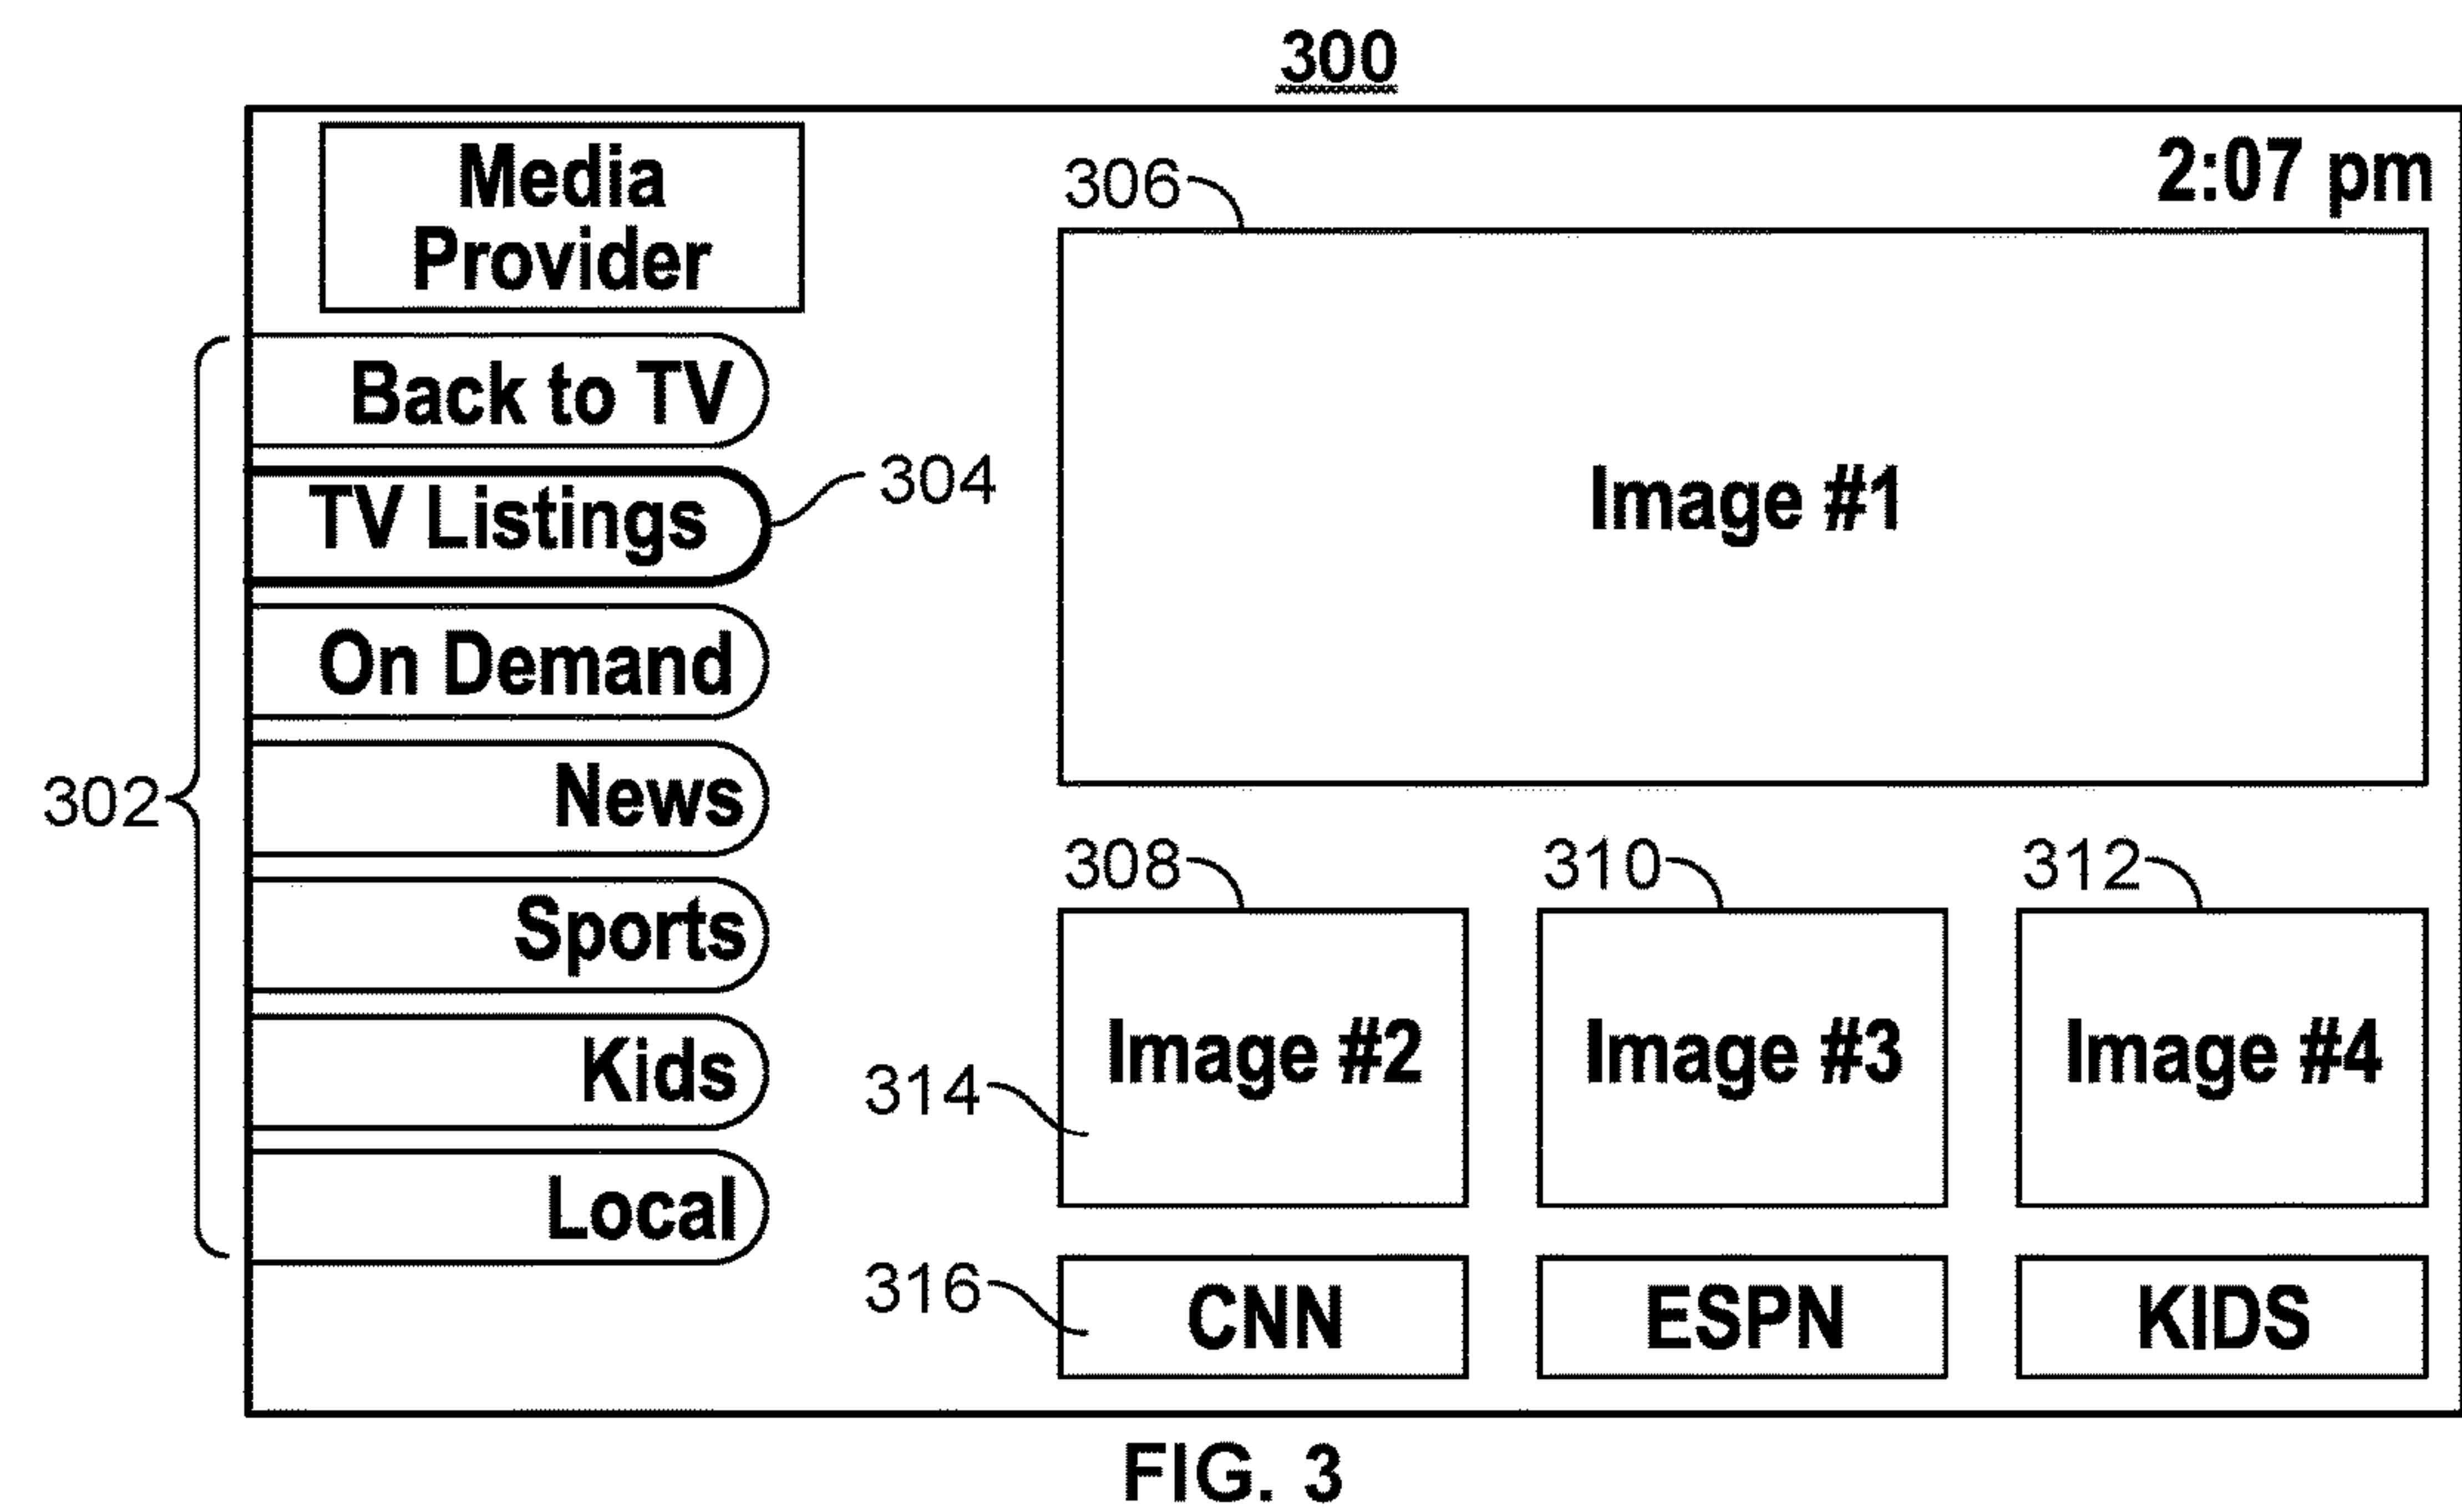 300
Media
Provider
2:07 pm
306
Back to TV
TV Listings
304
On Demand
Image #1
302
News
Sports
Kids
Local
308
310
312
Image #2
Image #3
Image #4
314
316
CNN
ESPN
KIDS
FIG. 3